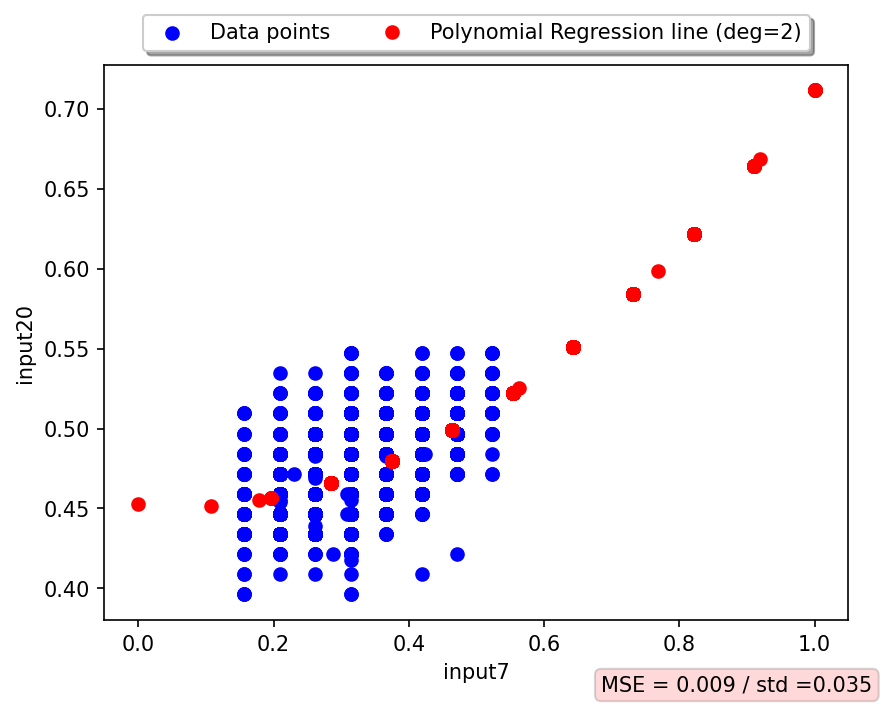 Data points
Polynomial Regression line (deg=2)
0.70
0.65
0.60
0.55
0.50
0.45
0.40
input20
0.0
0.2
0.4
0.6
0.8
1.0
input7
MSE = 0.009 / std =0.035